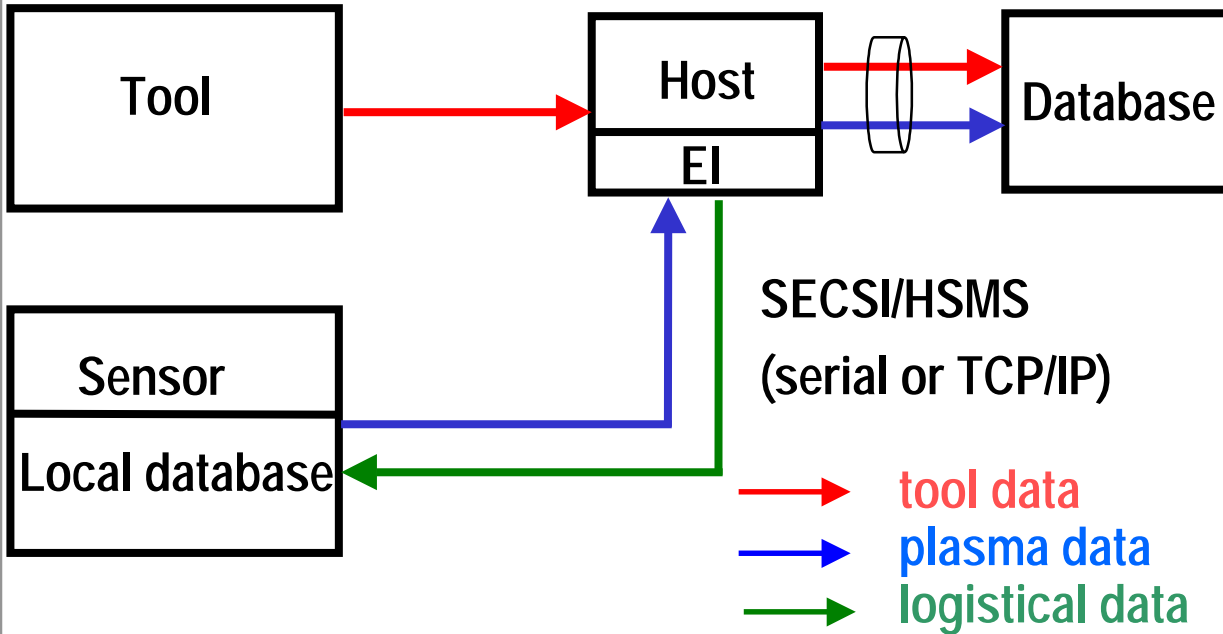 Tool
Host
EI
Database
Sensor
Local database
SECSI/HSMS
(serial or TCP/IP)
tool data
plasma data
logistical data